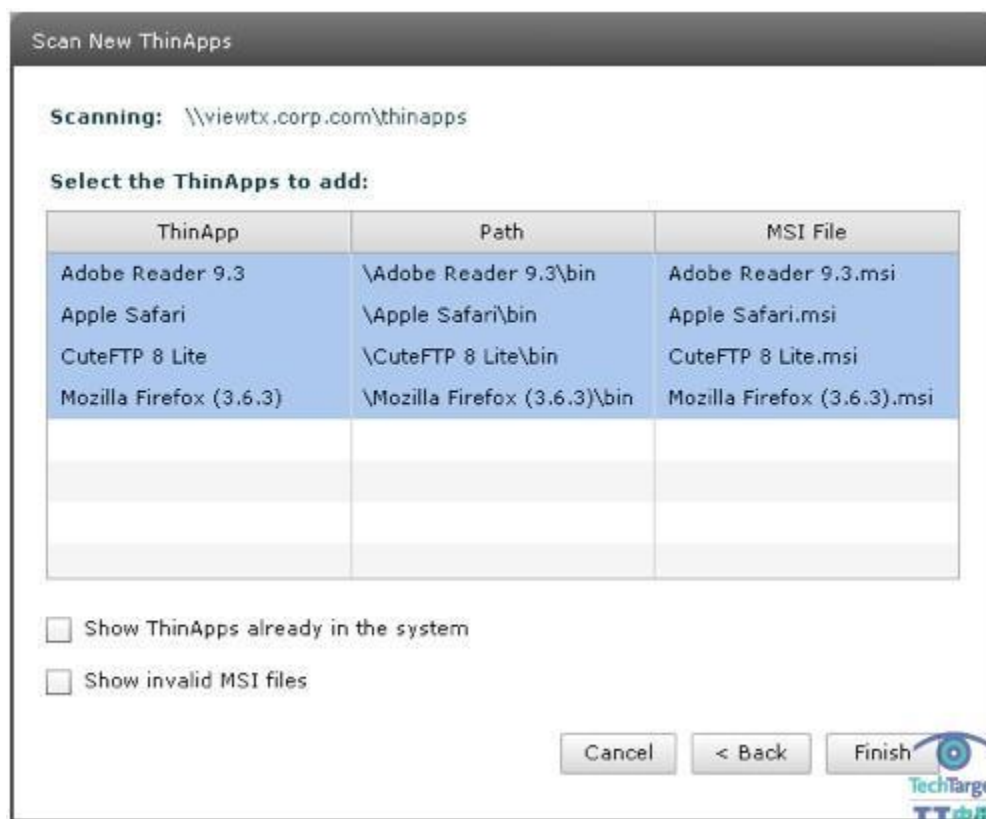 Scan New ThinApps
Scanning: \\viewtx.corp.com\thinapps
Select the ThinApps to add:
ThinApp Path MSI File
Adobe Reader 9.3 \Adobe Reader 9.3\bin Adobe Reader 9.3.msi
Apple Safari \Apple Safari\bin Apple Safari.msi
CuteFTP 8 Lite \CuteFTP 8 Lite\bin CuteFTP 8 Lite.msi
Mozilla Firefox (3.6.3) \Mozilla Firefox (3.6.3)\bin Mozilla Firefox (3.6.3).msi
Show ThinApps already in the system
Show invalid MSI files
Cancel < Back Finish
TechTarge